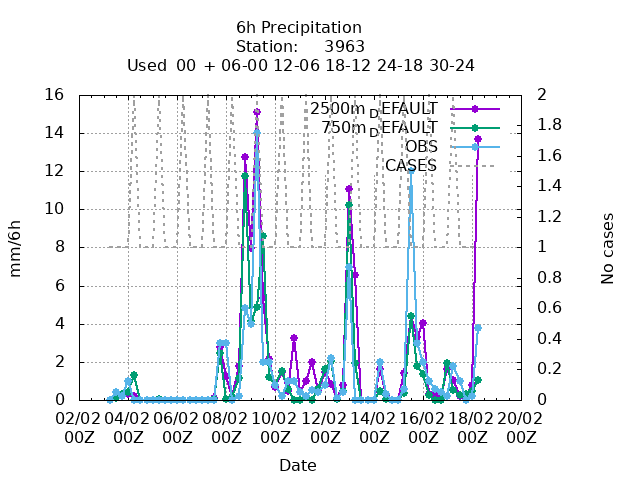 6h Precipitation
Station: 3963
Used 00 + 06-00 12-06 18-12 24-18 30-24
16
14
12
10
8
6
4
2
0
mm/6h
2
1.8
1.6
1.4
1.2
1
0.8
0.6
0.4
0.2
0
No cases
2500m DEFAULT
750m DEFAULT
OBS
CASES
02/02 04/02 06/02 08/02 10/02 12/02 14/02 16/02 18/02 20/02
00Z 00Z 00Z 00Z 00Z 00Z 00Z 00Z 00Z 00Z
Date